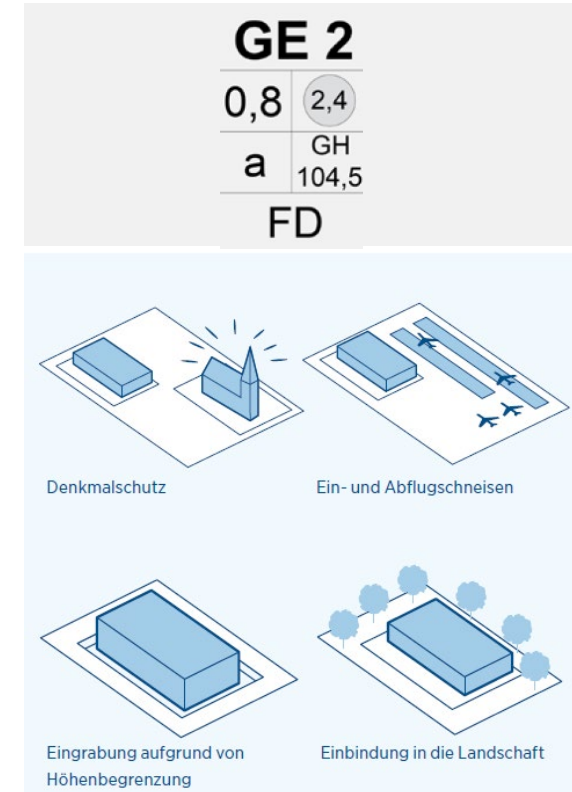 GE 2
0,8 2,4
a GH 104,5
FD
Denkmalschutz
Ein- und Abflugschneisen
Eingrabung aufgrund von
Höhenbegrenzung
Einbindung in die Landschaft